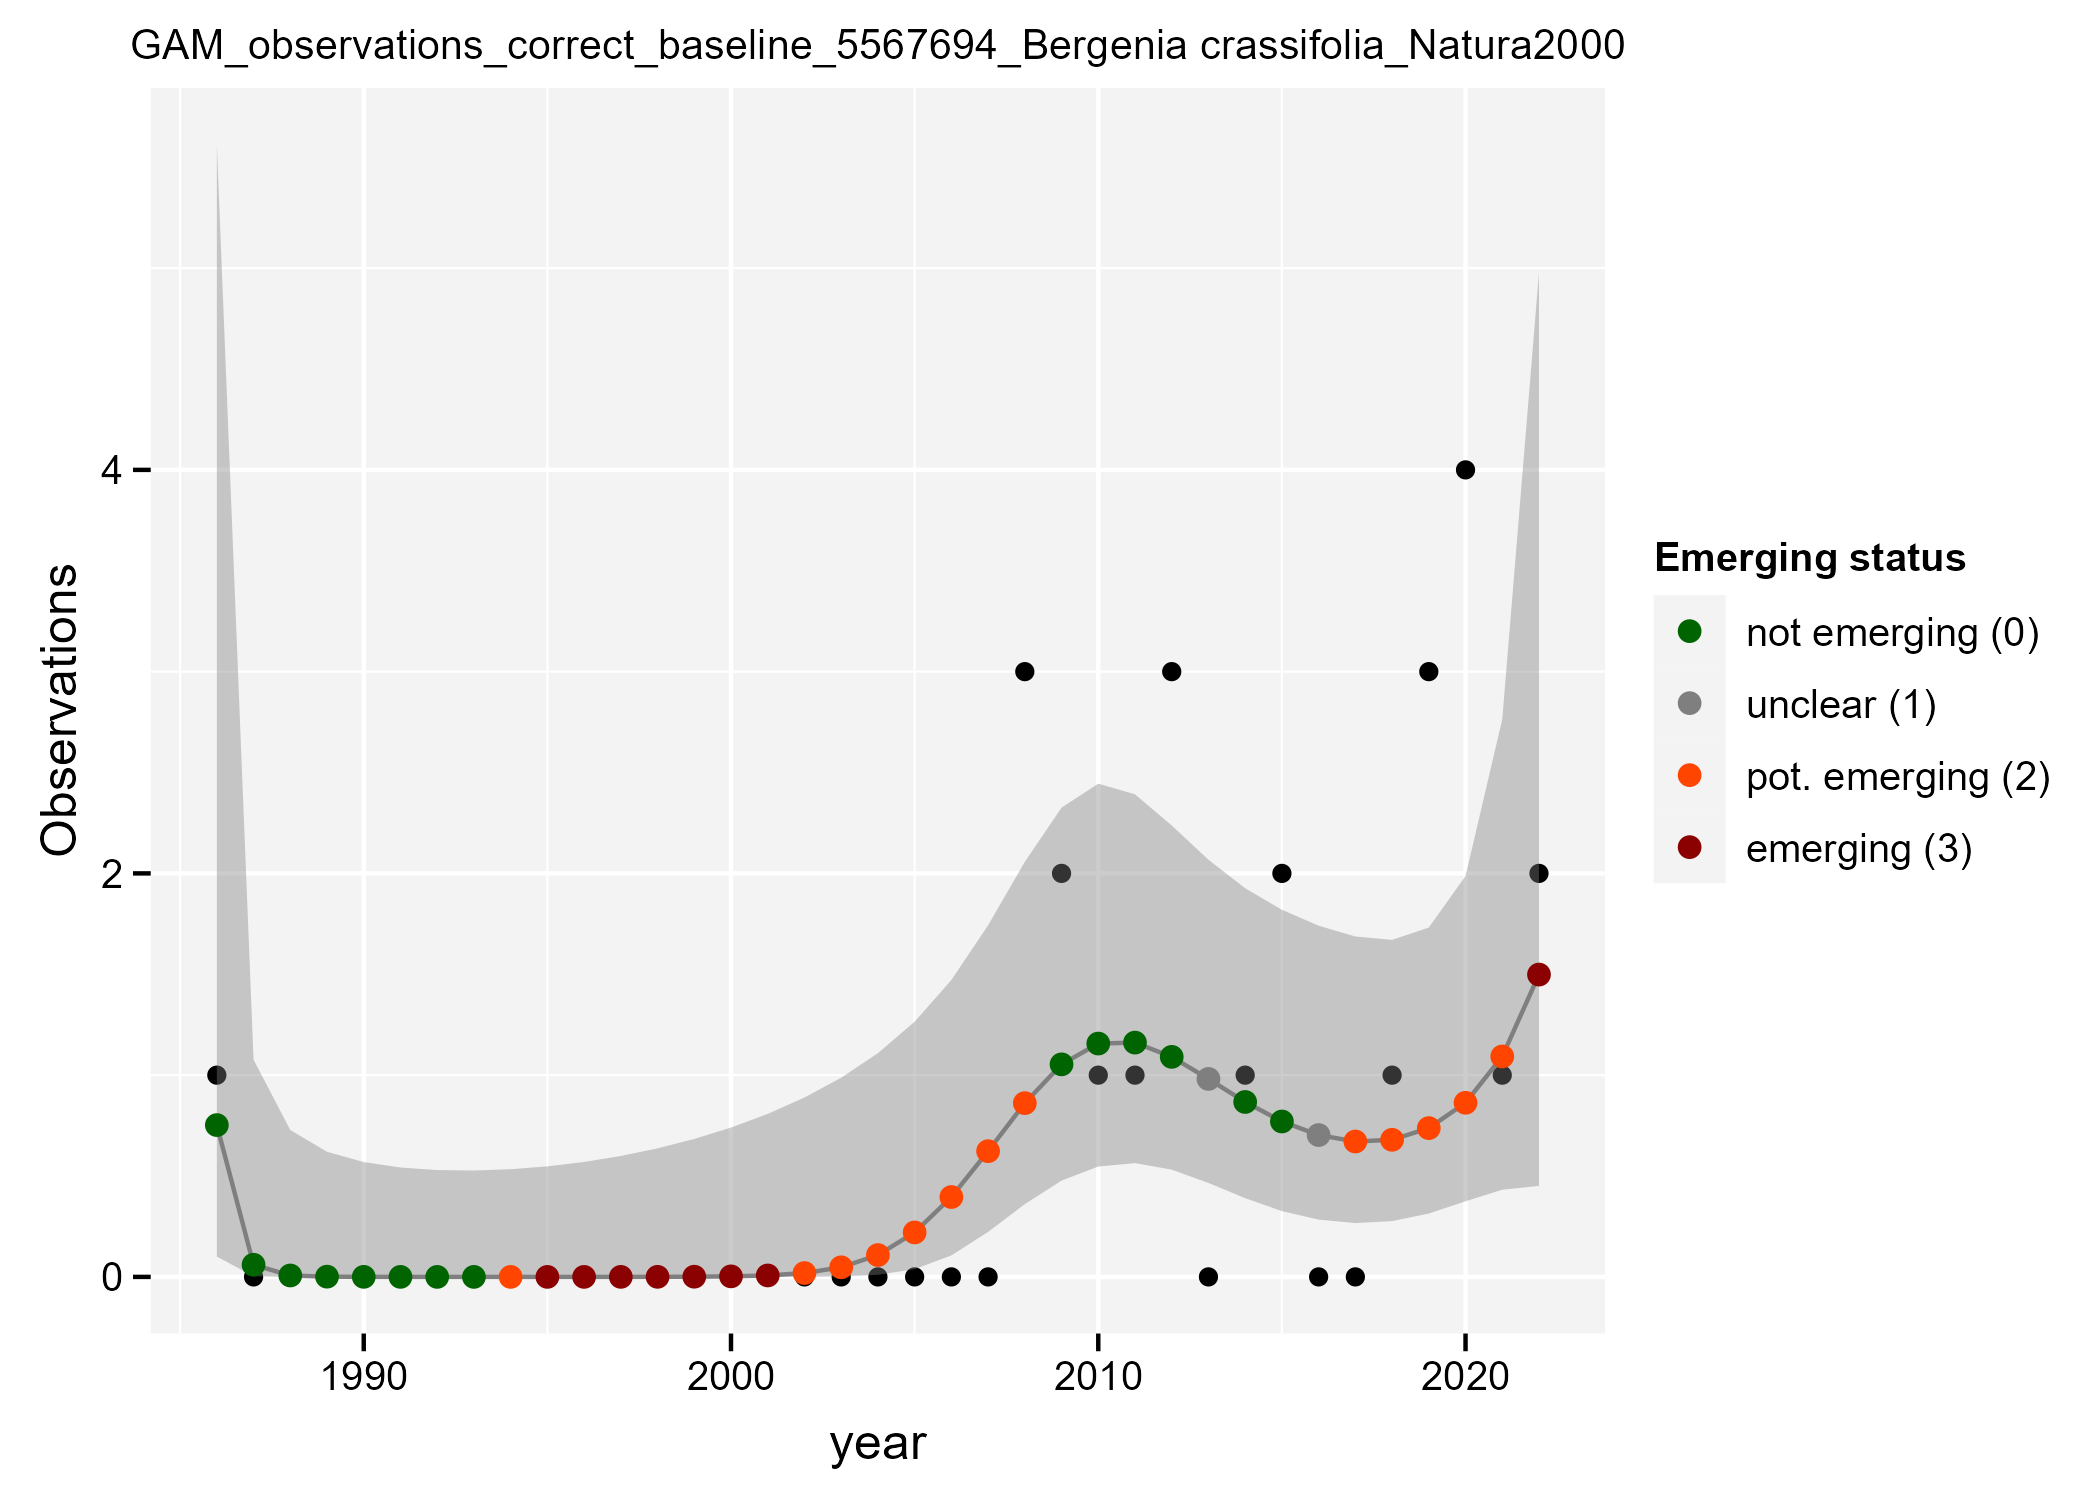 GAM_observations_correct_baseline_5567694_Bergenia crassifolia_Natura2000
Observations
4
2
0
1990
2000
2010
2020
year
Emerging status
not emerging (0)
unclear (1)
pot. emerging (2)
emerging (3)